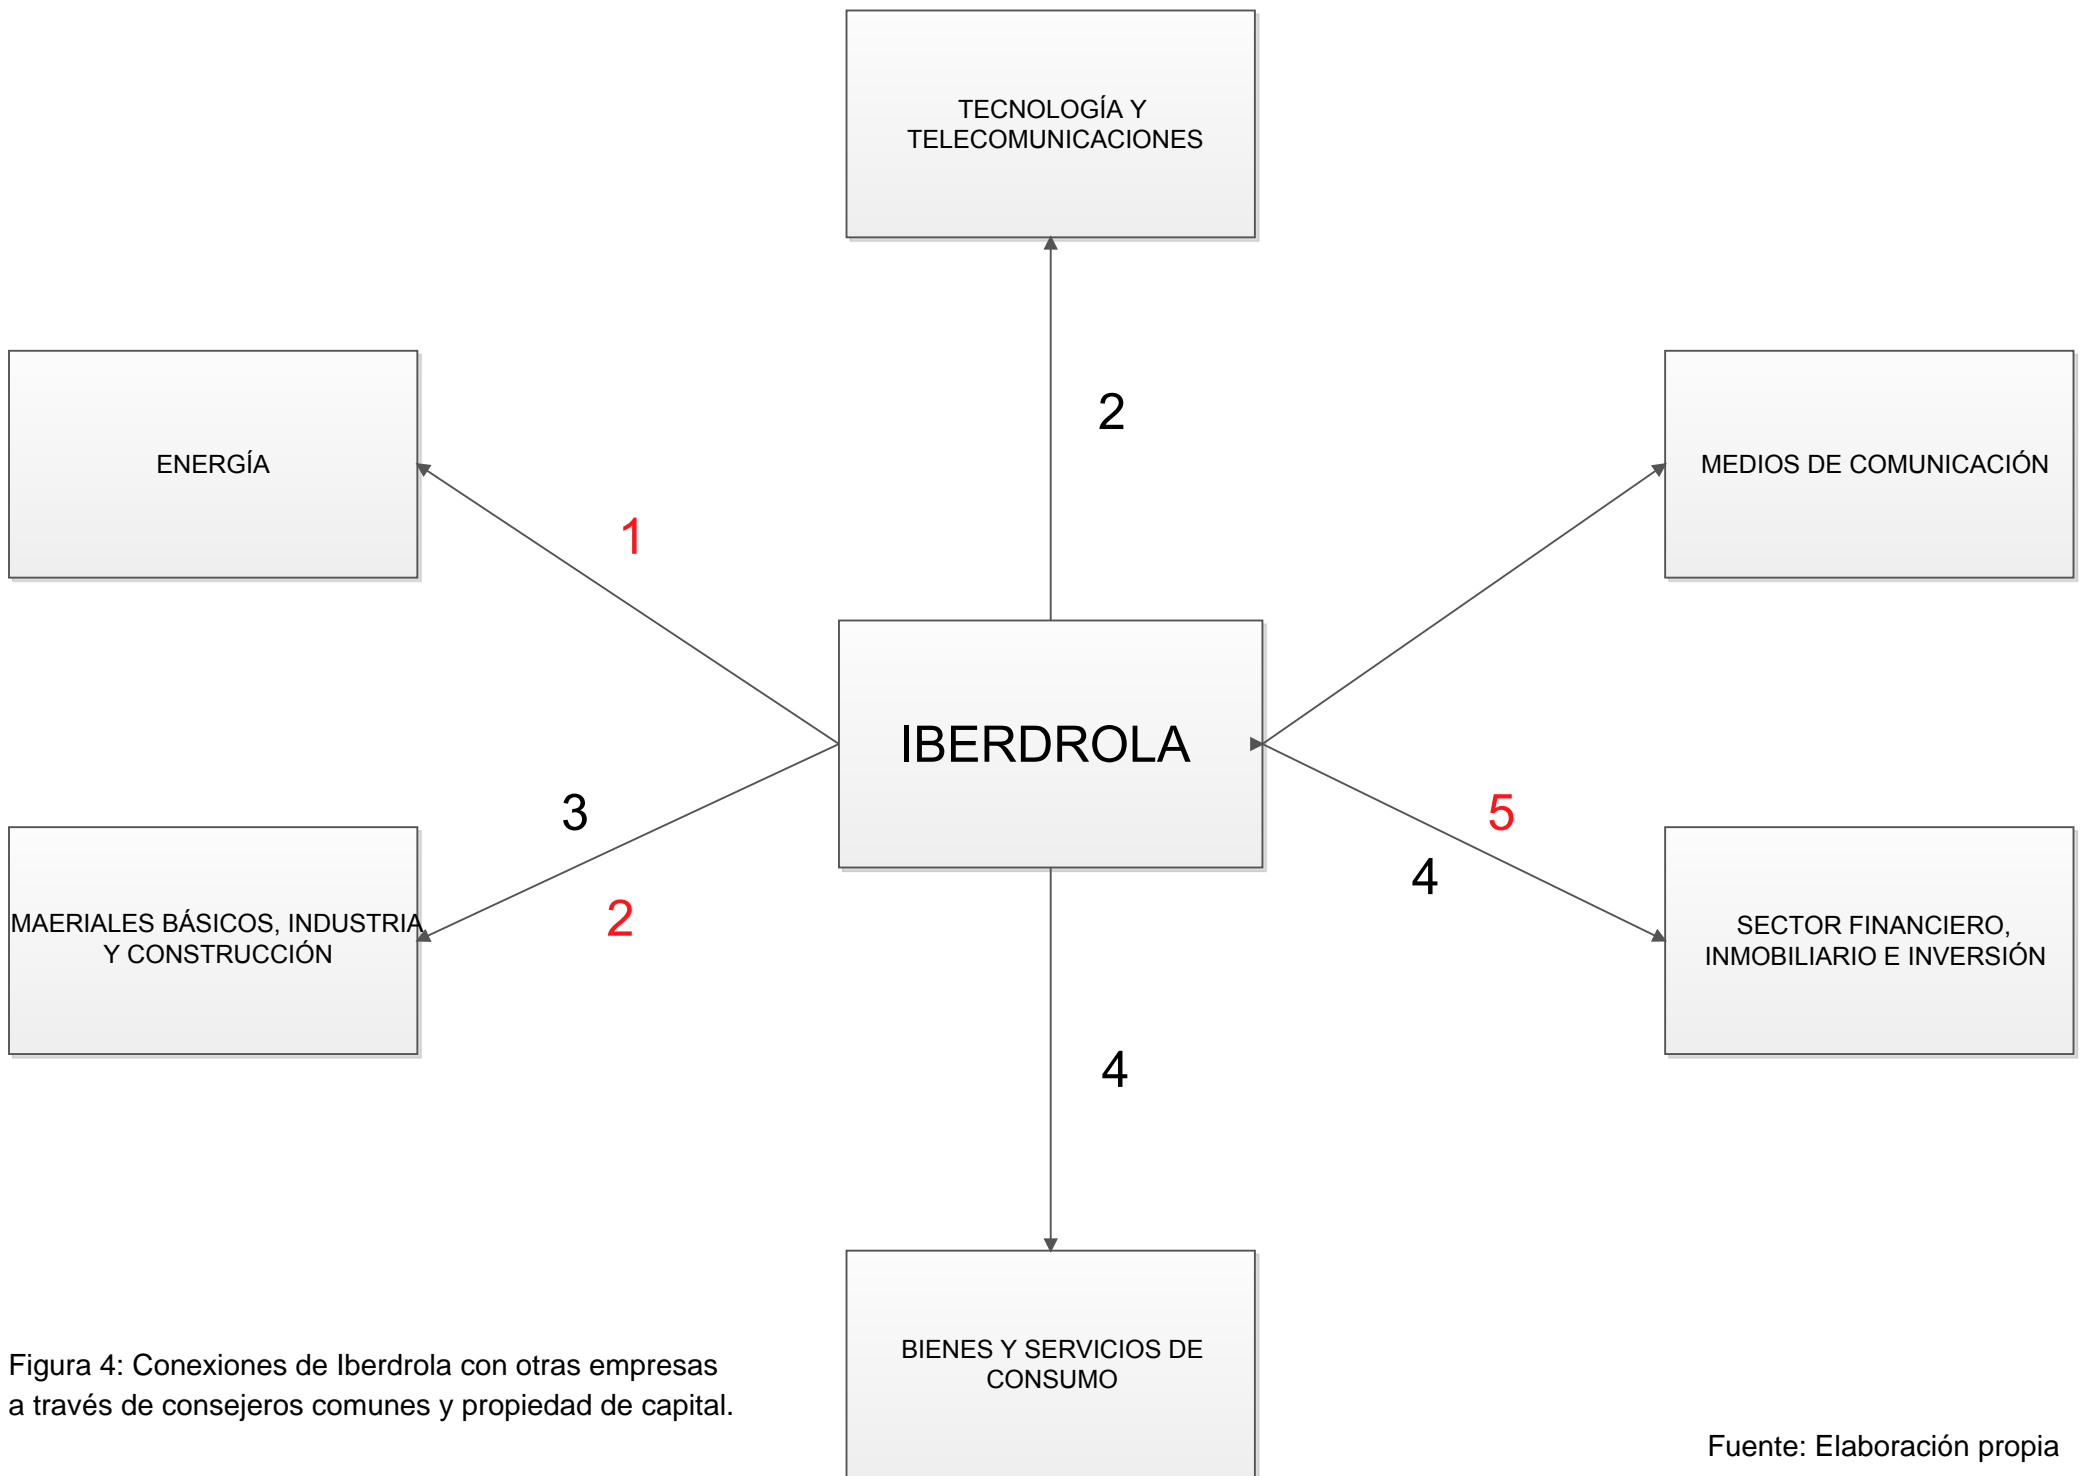 TECNOLOGÍA Y
TELECOMUNICACIONES
ENERGÍA
MEDIOS DE COMUNICACIÓN
2
1
IBERDROLA
3
5
4
2
MAERIALES BÁSICOS, INDUSTRIA
Y CONSTRUCCIÓN
SECTOR FINANCIERO,
INMOBILIARIO E INVERSIÓN
4
BIENES Y SERVICIOS DE
CONSUMO
Figura 4: Conexiones de Iberdrola con otras empresas
a través de consejeros comunes y propiedad de capital.
Fuente: Elaboración propia